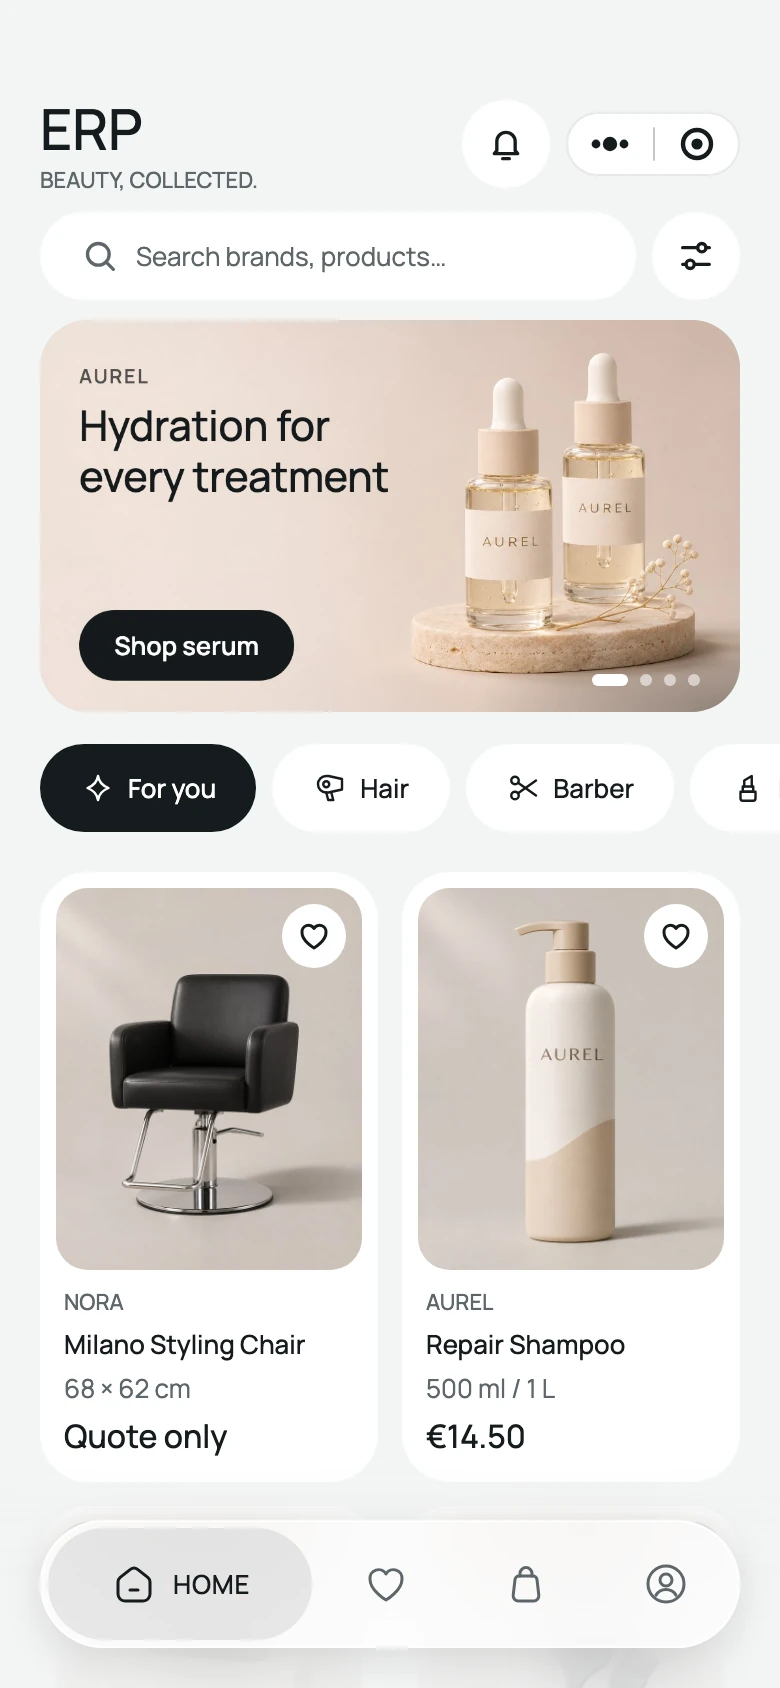 ERP
BEAUTY, COLLECTED.
Search brands, products...
AUREL
Hydration for
every treatment
AUREL
AUREL
Shop serum
For you
Hair
Barber
AUREL
NORA
Milano Styling Chair
68 × 62 cm
Quote only
AUREL
Repair Shampoo
500 ml / 1 L
€14.50
HOME